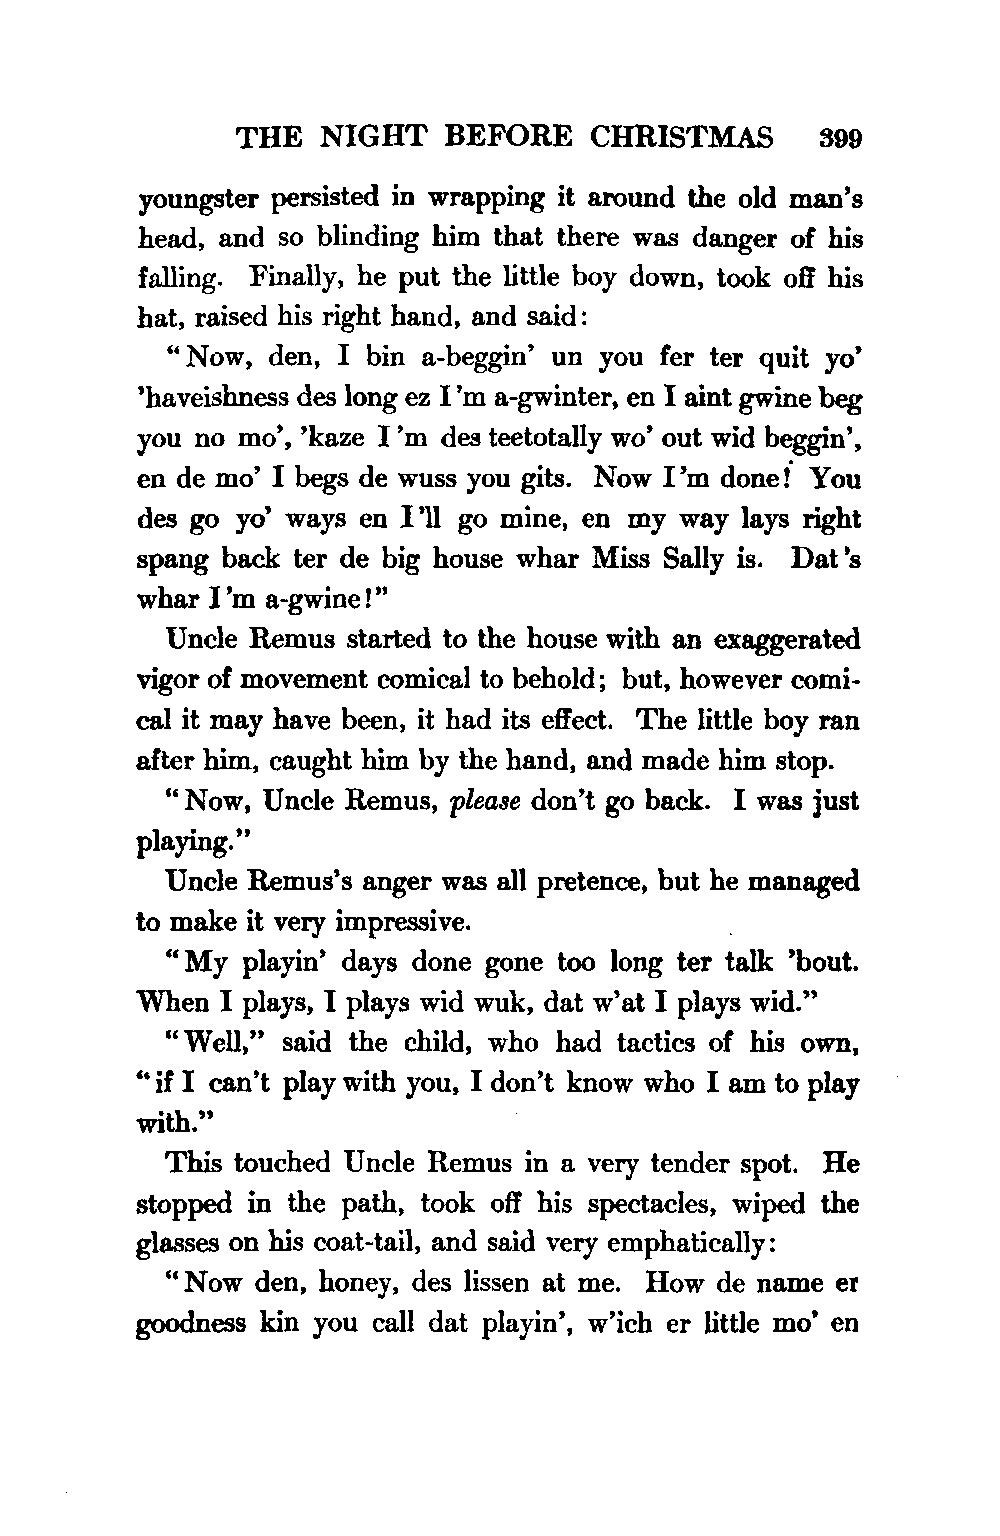 THE NIGHT BEFORE CHRISTMAS 399
youngster persisted in wrapping it around the old man's
head, and so blinding him that there was danger of his
falling. Finally, he put the little boy down, took off his
hat, raised his right hand, and said:
"Now, den, I bin a-beggin' un you fer ter quit yo'
'haveishness des long ez I'm a-gwinter, en I aint gwine beg
you no mo', 'kaze I'm des teetotally wo' out wid beggin',
en de mo' I begs de wuss you gits. Now I'm done! You
des go yo' ways en I'll go mine, en my way lays right
spang back ter de big house whar Miss Sally is. Dat's
whar I'm a-gwine!"
Uncle Remus started to the house with an exaggerated
vigor of movement comical to behold; but, however comi-
cal it may have been, it had its effect. The little boy ran
after him, caught him by the hand, and made him stop.
"Now, Uncle Remus, please don't go back. I was just
playing."
Uncle Remus's anger was all pretence, but he managed
to make it very impressive.
"My playin' days done gone too long ter talk 'bout.
When I plays, I plays wid wuk, dat w'at I plays wid."
"Well," said the child, who had tactics of his own,
"if I can't play with you, I don't know who I am to play
with."
This touched Uncle Remus in a very tender spot. He
stopped in the path, took off his spectacles, wiped the
glasses on his coat-tail, and said very emphatically:
"Now den, honey, des lissen at me. How de name er
goodness kin you call dat playin', w'ich er little mo' en